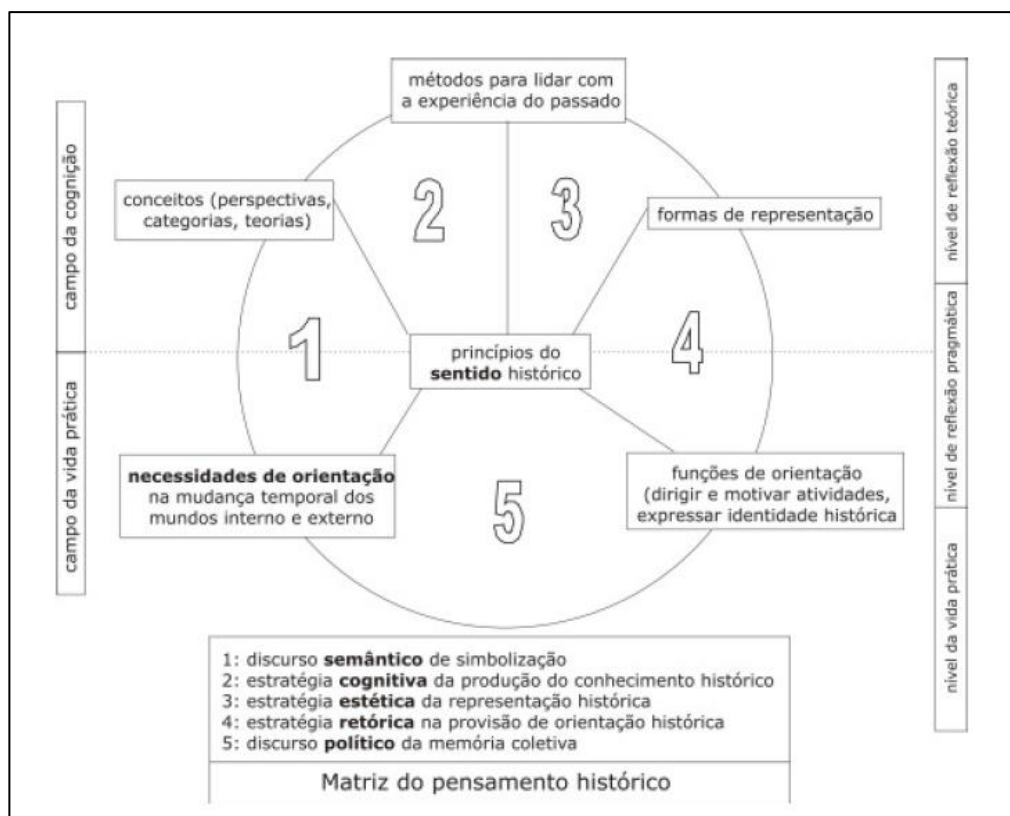 métodos para lidar com
a experiência do passado
conceitos (perspectivas,
categorias, teorias)
2
3
formas de representação
1
princípios do
sentido histórico
4
necessidades de orientação
na mudança temporal dos
mundos interno e externo
5
funções de orientação
(dirigir e motivar atividades,
expressar identidade histórica)
campo da cognição
campo da vida prática
nível de reflexão teórica
nível de reflexão pragmática
nível da vida prática
1: discurso semântico de simbolização
2: estratégia cognitiva da produção do conhecimento histórico
3: estratégia estética da representação histórica
4: estratégia retórica na provisão de orientação histórica
5: discurso político da memória coletiva
Matriz do pensamento histórico